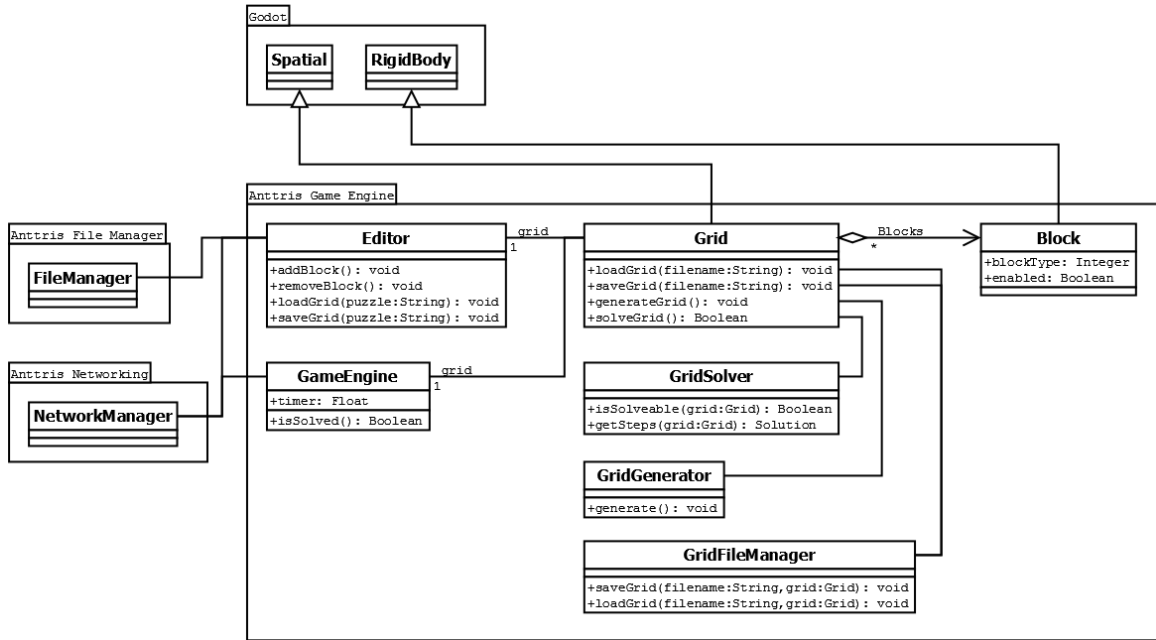 Godot
Spatial
RigidBody
Anttris Game Engine
Anttris File Manager
FileManager
Anttris Networking
NetworkManager
Editor
+addBlock(): void
+removeBlock(): void
+loadGrid(puzzle:String): void
+saveGrid(puzzle:String): void
grid
1
GameEngine
+timer: Float
+isSolved(): Boolean
grid
1
Grid
+loadGrid(filename:String): void
+saveGrid(filename:String): void
+generateGrid(): void
+solveGrid(): Boolean
Blocks
*
Block
+blockType: Integer
+enabled: Boolean
GridSolver
+isSolveable(grid:Grid): Boolean
+getSteps(grid:Grid): Solution
GridGenerator
+generate(): void
GridFileManager
+saveGrid(filename:String,grid:Grid): void
+loadGrid(filename:String,grid:Grid): void